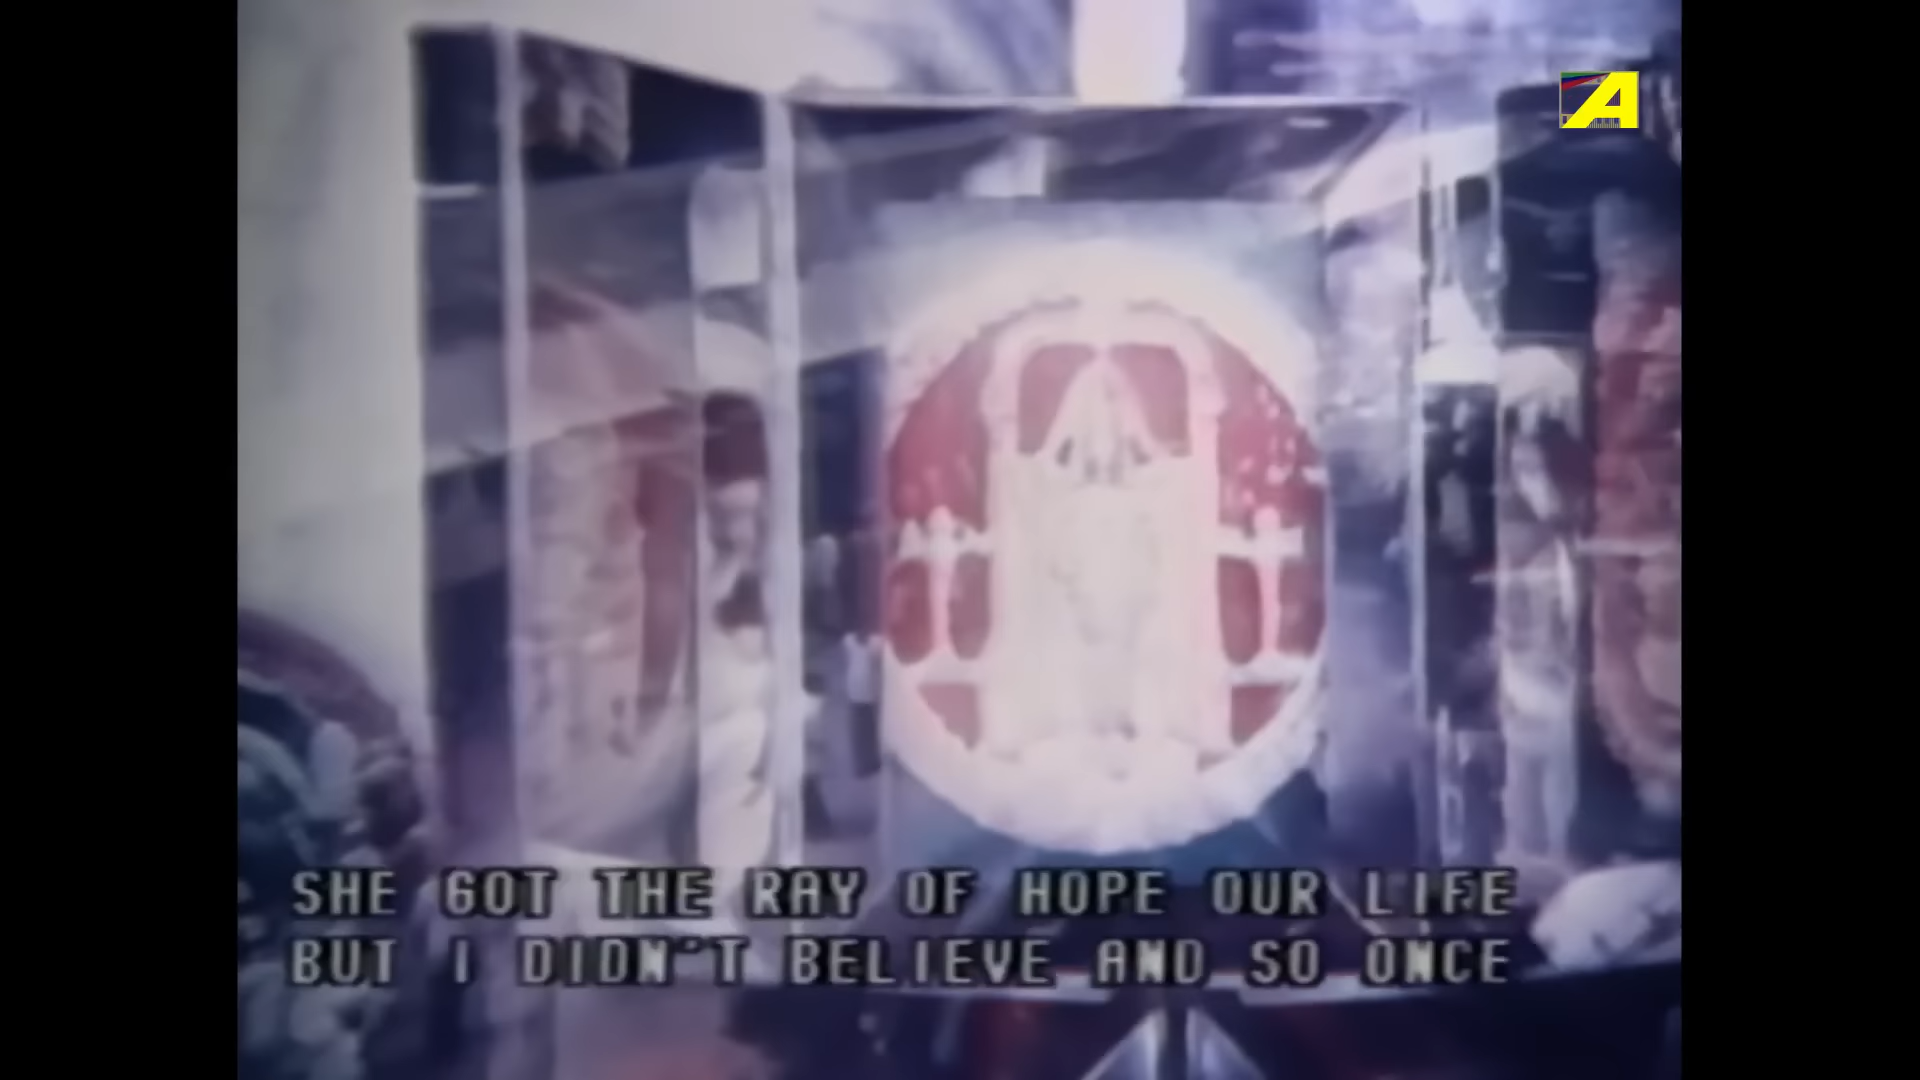 A
SHE GOT THE RAY OF HOPE OUR LIFE
BUT I DIDN'T BELIEVE AND SO ONCE